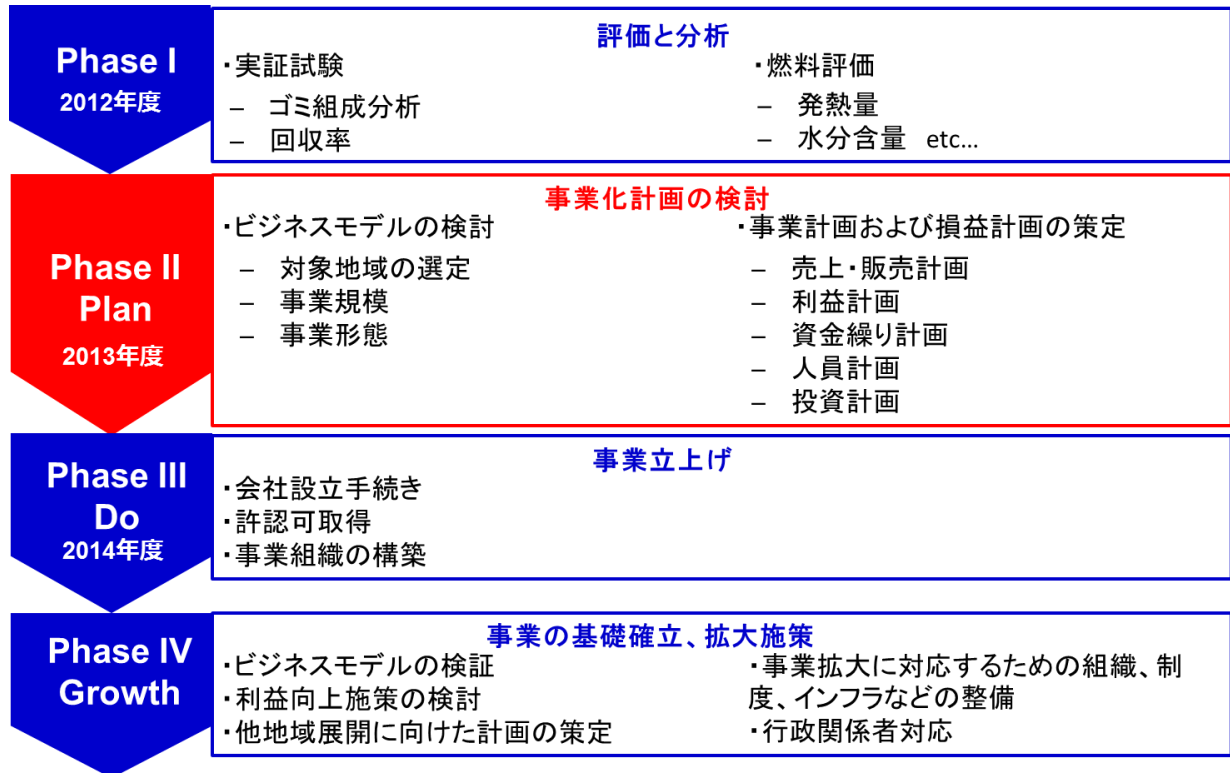 Phase I
2012年度
評価と分析
・実証試験
– ゴミ組成分析
– 回収率
・燃料評価
– 発熱量
– 水分含量 etc…
Phase II
Plan
2013年度
事業化計画の検討
・ビジネスモデルの検討
– 対象地域の選定
– 事業規模
– 事業形態
・事業計画および損益計画の策定
– 売上・販売計画
– 利益計画
– 資金繰り計画
– 人員計画
– 投資計画
Phase III
Do
2014年度
事業立上げ
・会社設立手続き
・許認可取得
・事業組織の構築
Phase IV
Growth
事業の基礎確立、拡大施策
・ビジネスモデルの検証
・利益向上施策の検討
・他地域展開に向けた計画の策定
・事業拡大に対応するための組織、制
度、インフラなどの整備
・行政関係者対応